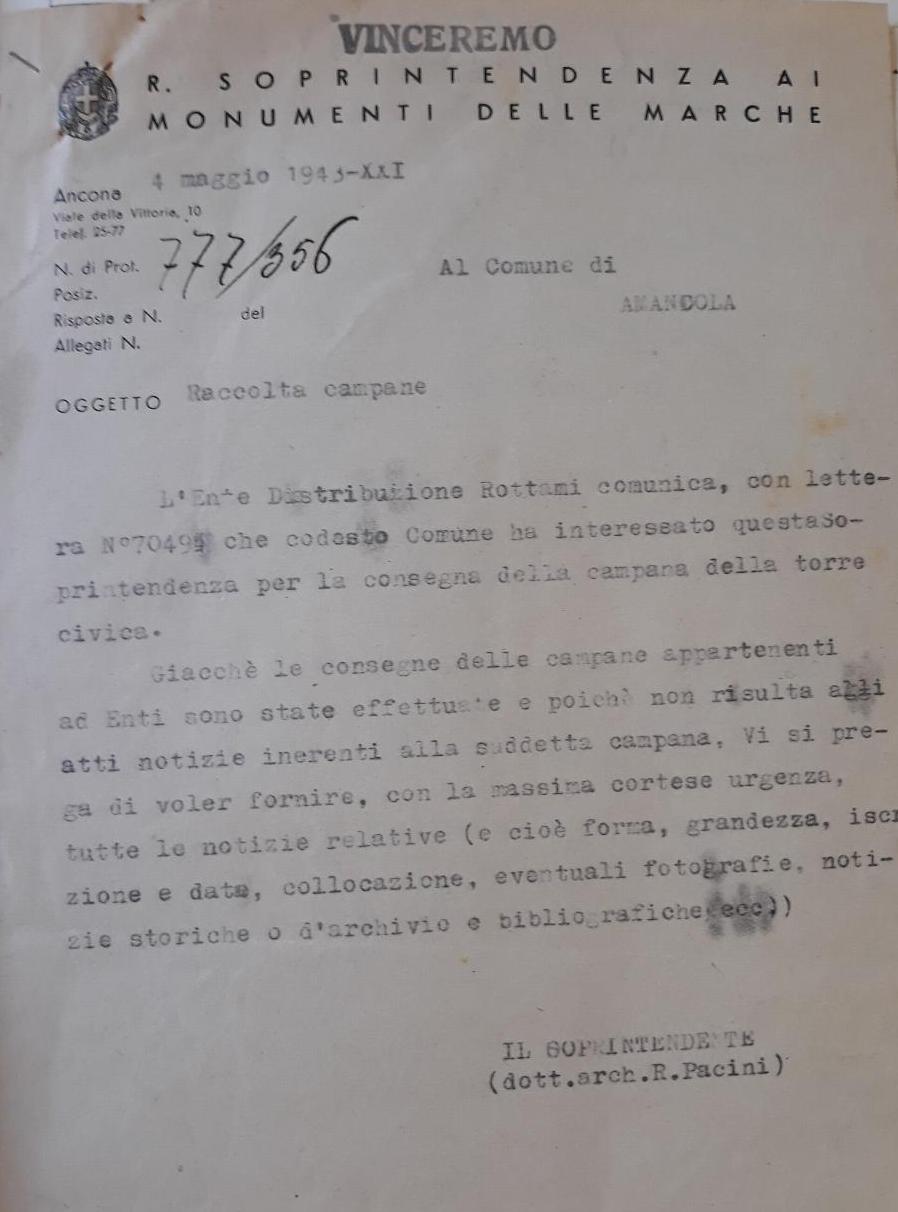 VINCEREMO
R. SOPRINTENDENZA AI
MONUMENTI DELLE MARCHE
Ancona 4 maggio 1943-XXI
Viale della Vittoria, 10
Telef. 25-77
N. di Prot. 777/356
Al Comune di
Posiz.
AMANDOLA
Risposta a N. del
Allegati N.
OGGETTO Raccolta campane
L'Ente Distribuzione Rottami comunica, con lette-
ra N°70495 che codesto Comune ha interessato questaSo-
printendenza per la consegna della campana della torre
civica.
Giacchè le consegne delle campane appartenenti
ad Enti sono state effettuate e poichè non risulta
atti notizie inerenti alla suddetta campana, Vi si pre-
ga di voler fornire, con la massima cortese urgenza,
tutte le notizie relative (e cioè forma, grandezza, iscr
zione e data, collocazione, eventuali fotografie, noti-
zie storiche o d'archivio e bibliografiche ecc))
IL SOPRINTENDENTE
(dott.arch.R.Pacini)